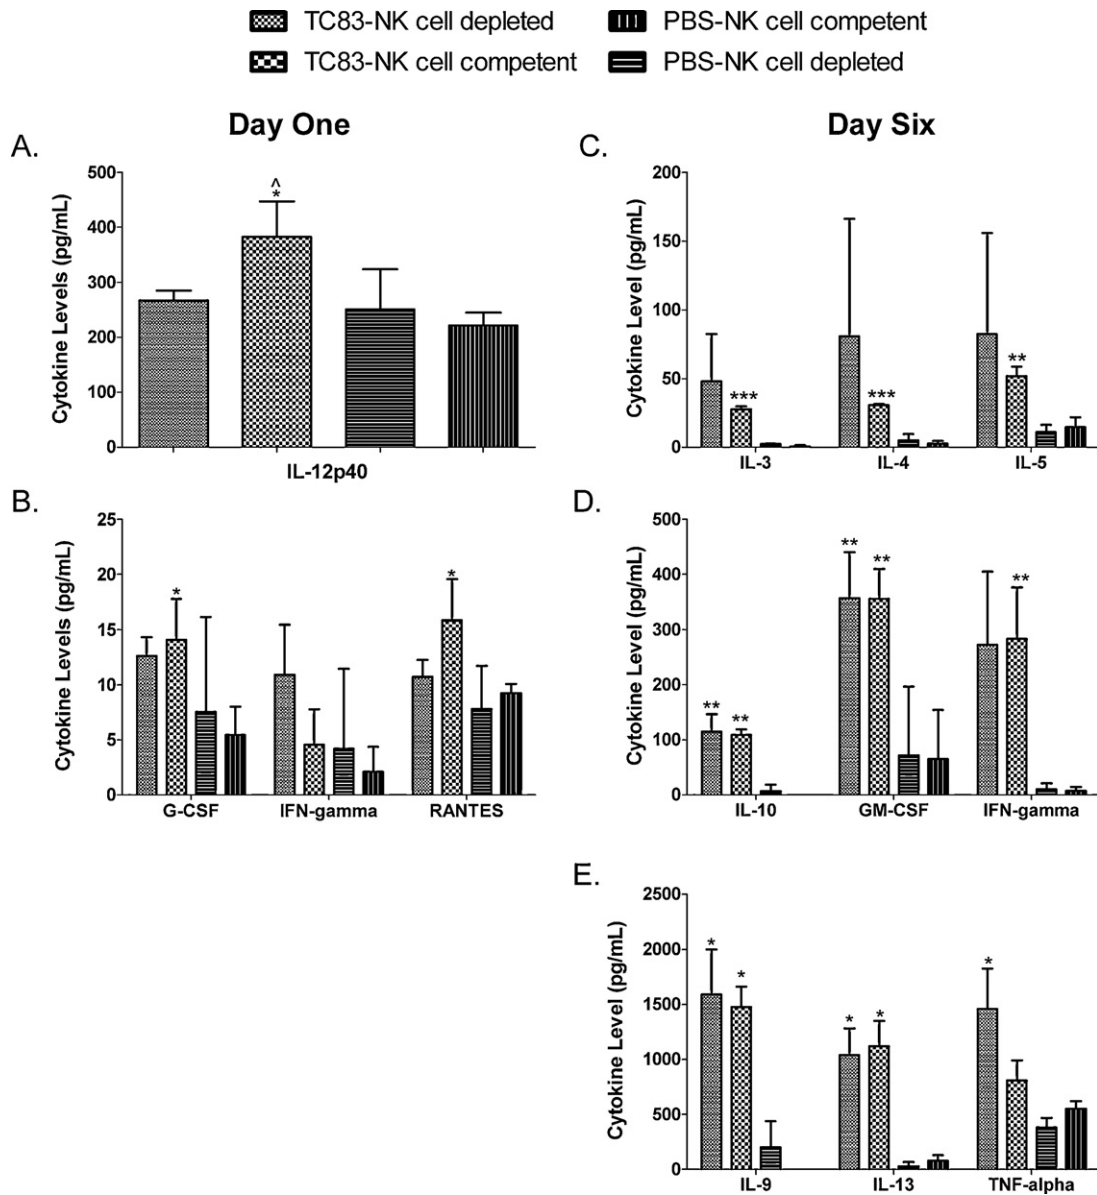 TC83-NK cell depleted
PBS-NK cell competent
TC83-NK cell competent
PBS-NK cell depleted
Day One
Day Six
A.
500
400
300
200
100
0
Cytokine Levels (pg/mL)
^
*
IL-12p40
B.
25
20
15
10
5
0
Cytokine Levels (pg/mL)
*
*
G-CSF
IFN-gamma
RANTES
C.
200
150
100
50
0
Cytokine Level (pg/mL)
***
***
**
IL-3
IL-4
IL-5
D.
500
400
300
200
100
0
Cytokine Level (pg/mL)
**
**
**
**
**
IL-10
GM-CSF
IFN-gamma
E.
2500
2000
1500
1000
500
0
Cytokine Level (pg/mL)
*
*
*
*
*
IL-9
IL-13
TNF-alpha